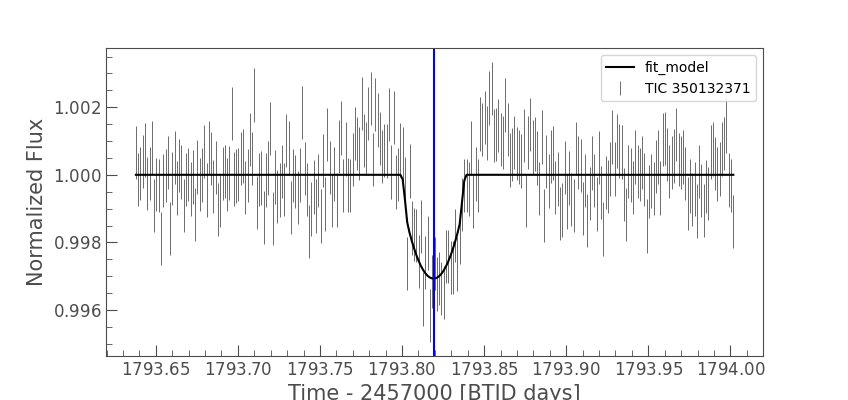 fit_model
TIC 350132371
Normalized Flux
1.002
1.000
0.998
0.996
1793.65 1793.70 1793.75 1793.80 1793.85 1793.90 1793.95 1794.00
Time - 2457000 [BTJD days]